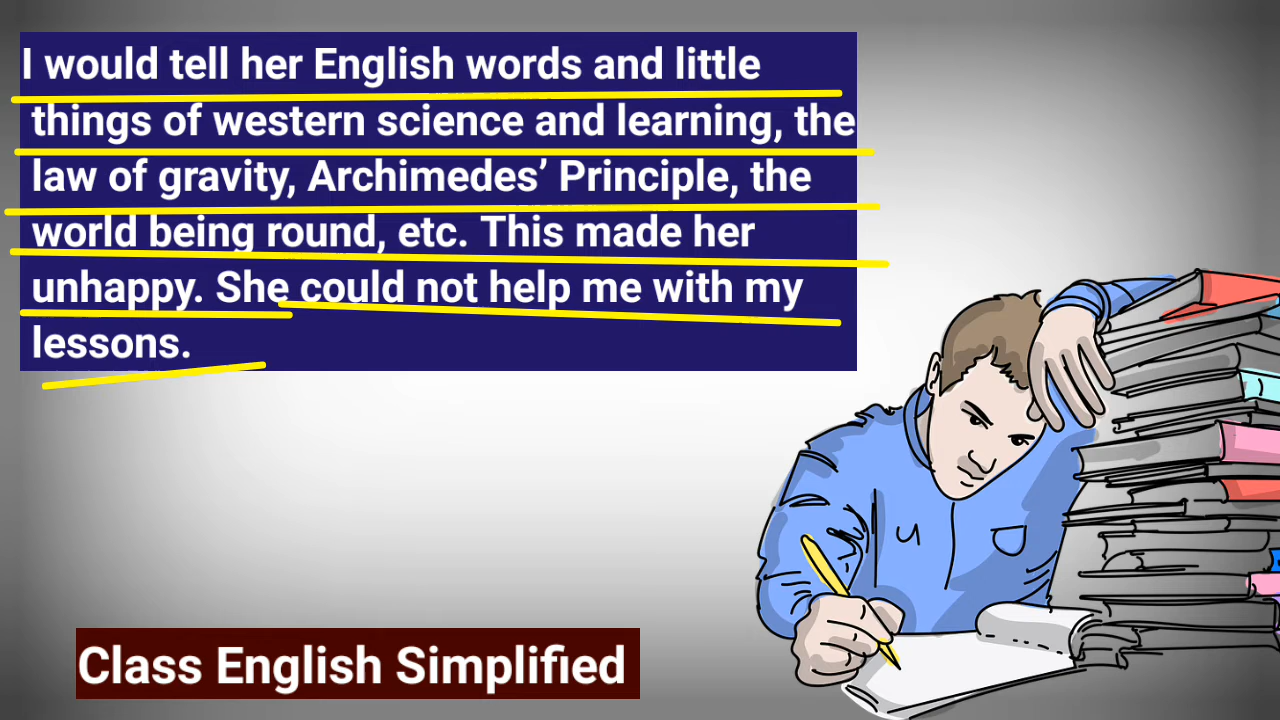 I would tell her English words and little
things of western science and learning, the
law of gravity, Archimedes’ Principle, the
world being round, etc. This made her
unhappy. She could not help me with my
lessons.
Class English Simplified